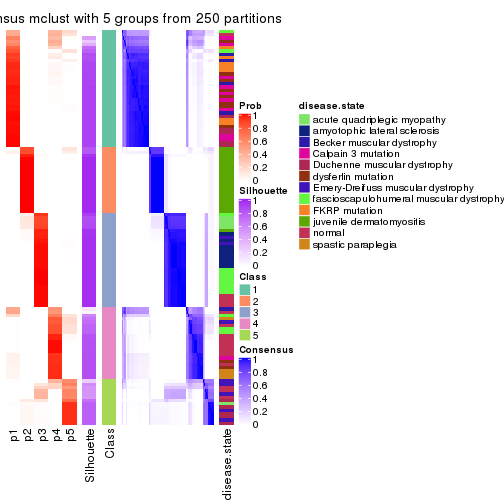 nsus mclust with 5 groups from 250 partitions
Prob
1
0.8
0.6
0.4
0.2
0
Silhouette
1
0.8
0.6
0.4
0.2
0
Class
1
2
3
4
5
Consensus
1
0.8
0.6
0.4
0.2
0
disease.state
acute quadriplegic myopathy
amyotophic lateral sclerosis
Becker muscular dystrophy
Calpain 3 mutation
Duchenne muscular dystrophy
dysferlin mutation
Emery-Dreifuss muscular dystrophy
fascioscapulohumeral muscular dystrophy
FKRP mutation
juvenile dermatomyositis
normal
spastic paraplegia
p1
p2
p3
p4
p5
Silhouette
Class
disease.state